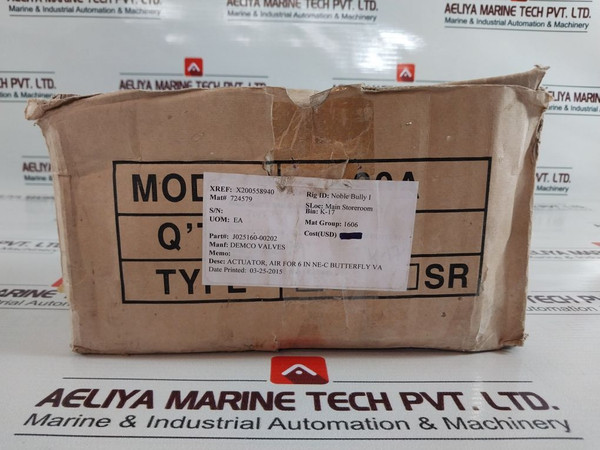 AELIYA MARINE TECH PVT. LTD.
Marine & Industrial Automation & Machinery
MOD
XREF: X200558940
Mat# 724579
S/N:
UOM: EA
Rig ID: Noble Bully I
SLoc: Main Storeroom
Bin: K-17
Mat Group: 1606
Cost(USD)
Part#: J025160-00202
Manf: DEMCO VALVES
Memo:
Desc: ACTUATOR, AIR FOR 6 IN NE-C BUTTERFLY VA
Date Printed: 03-25-2015
Q'T
TYPE
SR
AELIYA MARINE TECH PVT. LTD.
Marine & Industrial Automation & Machinery